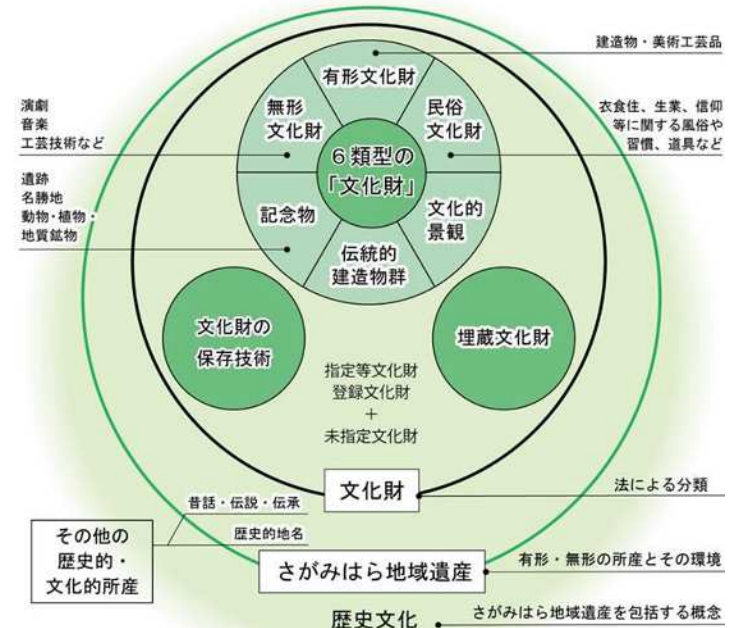 建造物・美術工芸品
有形文化財
演劇
音楽
工芸技術など
無形
文化財
民俗
文化財
衣食住、生業、信仰
等に関する風俗や
習慣、道具など
6類型の
「文化財」
遺跡
名勝地
動物・植物・
地質鉱物
記念物
文化的
景観
伝統的
建造物群
文化財の
保存技術
埋蔵文化財
指定等文化財
登録文化財
+
未指定文化財
文化財
法による分類
昔話・伝説・伝承
歴史的地名
その他の
歴史的・
文化的所産
さがみはら地域遺産
有形・無形の所産とその環境
歴史文化
さがみはら地域遺産を包括する概念